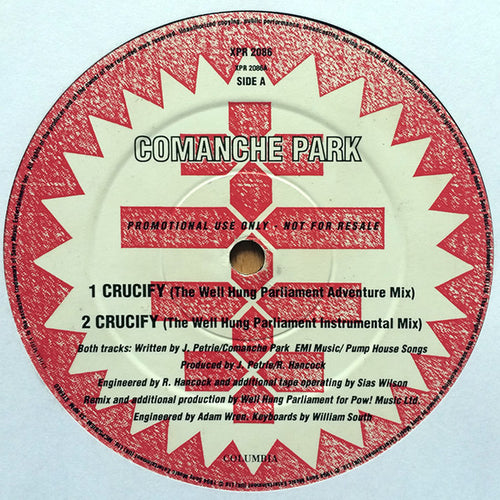 XPR 2086
XPR 2086A
SIDE A
COMANCHE PARK
PROMOTIONAL USE ONLY - NOT FOR RESALE
1 CRUCIFY (The Well Hung Parliament Adventure Mix)
2 CRUCIFY (The Well Hung Parliament Instrumental Mix)
Both tracks: Written by J. Petrie/Comanche Park EMI Music/ Pump House Songs
Produced by J. Petrie/R. Hancock
Engineered by R. Hancock and additional tape operating by Sias Wilson
Remix and additional production by Well Hung Parliament for Pow! Music Ltd.
Engineered by Adam Wren. Keyboards by William South
COLUMBIA